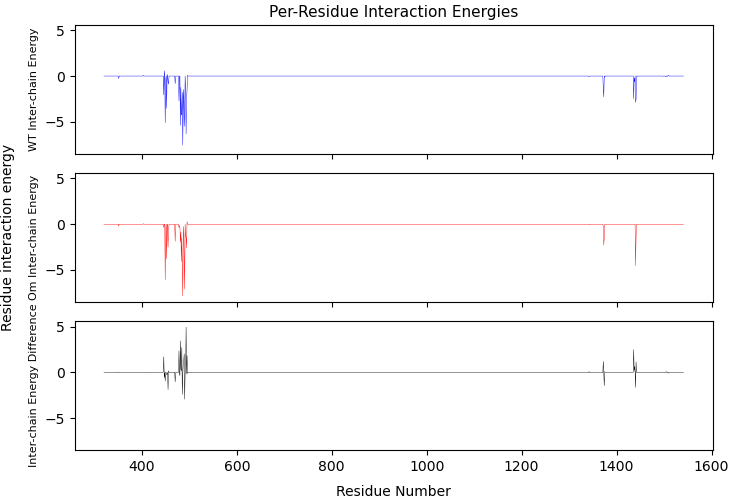 Per-Residue Interaction Energies
Residue interaction energy
WT Inter-chain Energy
5
0
−5
Om Inter-chain Energy
5
0
−5
Inter-chain Energy Difference
5
0
−5
400 600 800 1000 1200 1400 1600
Residue Number